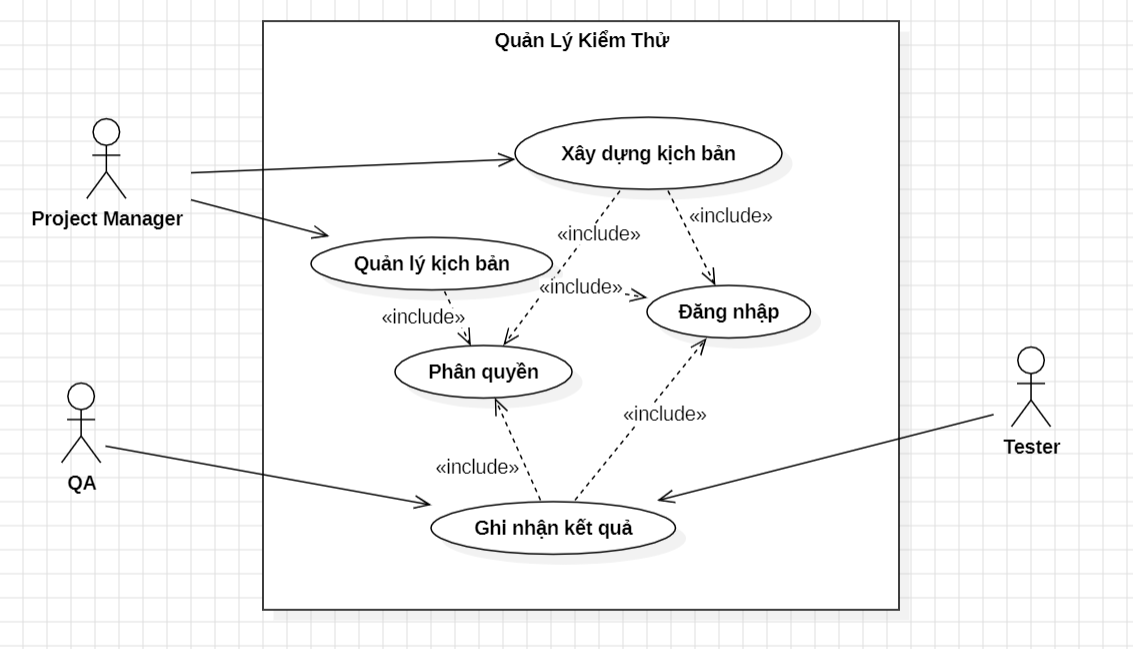 Quản Lý Kiểm Thử
Xây dựng kịch bản
Project Manager
«include»
«include»
Quản lý kịch bản
«include»
«include»
Đăng nhập
Phân quyền
«include»
Tester
«include»
QA
Ghi nhận kết quả